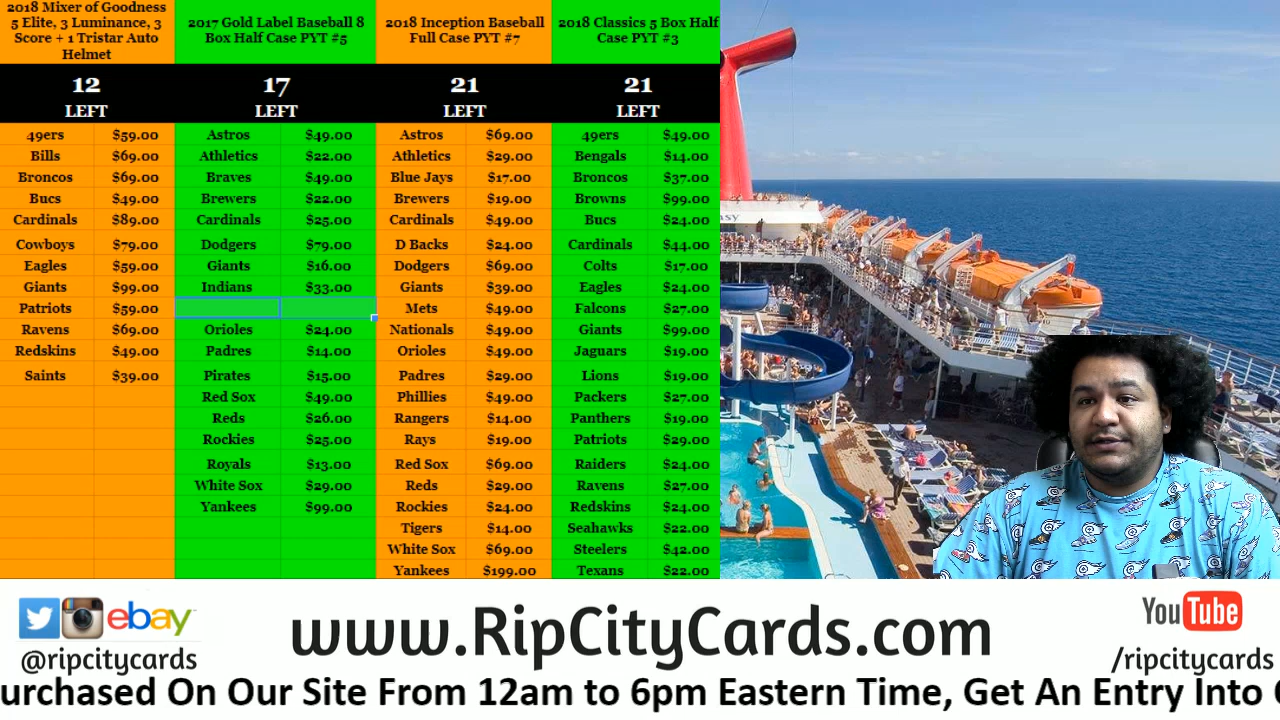 2018 Mixer of Goodness
5 Elite, 3 Luminance, 3
Score + 1 Tristar Auto
Helmet
12
LEFT
49ers $59.00
Bills $69.00
Broncos $69.00
Bucs $49.00
Cardinals $89.00
Cowboys $79.00
Eagles $59.00
Giants $99.00
Patriots $59.00
Ravens $69.00
Redskins $49.00
Saints $39.00
2017 Gold Label Baseball 8
Box Half Case PYT #5
17
LEFT
Astros $49.00
Athletics $22.00
Braves $49.00
Brewers $22.00
Cardinals $25.00
Dodgers $79.00
Giants $16.00
Indians $33.00
Orioles $24.00
Padres $14.00
Pirates $15.00
Red Sox $49.00
Reds $26.00
Rockies $25.00
Royals $13.00
White Sox $29.00
Yankees $99.00
2018 Inception Baseball
Full Case PYT #7
21
LEFT
Astros $69.00
Athletics $29.00
Blue Jays $17.00
Brewers $19.00
Cardinals $49.00
D Backs $24.00
Dodgers $69.00
Giants $39.00
Mets $49.00
Nationals $49.00
Orioles $49.00
Padres $29.00
Phillies $49.00
Rangers $14.00
Rays $19.00
Red Sox $69.00
Reds $29.00
Rockies $24.00
Tigers $14.00
White Sox $69.00
Yankees $199.00
2018 Classics 5 Box Half
Case PYT #3
21
LEFT
49ers $49.00
Bengals $14.00
Broncos $37.00
Browns $99.00
Bucs $24.00
Cardinals $44.00
Colts $17.00
Eagles $24.00
Falcons $27.00
Giants $99.00
Jaguars $19.00
Lions $19.00
Packers $27.00
Panthers $19.00
Patriots $29.00
Raiders $24.00
Ravens $27.00
Redskins $24.00
Seahawks $22.00
Steelers $42.00
Texans $22.00
asy
ebay
@ripcitycards
www.RipCityCards.com
YouTube
/ripcitycards
urchased On Our Site From 12am to 6pm Eastern Time, Get An Entry Into